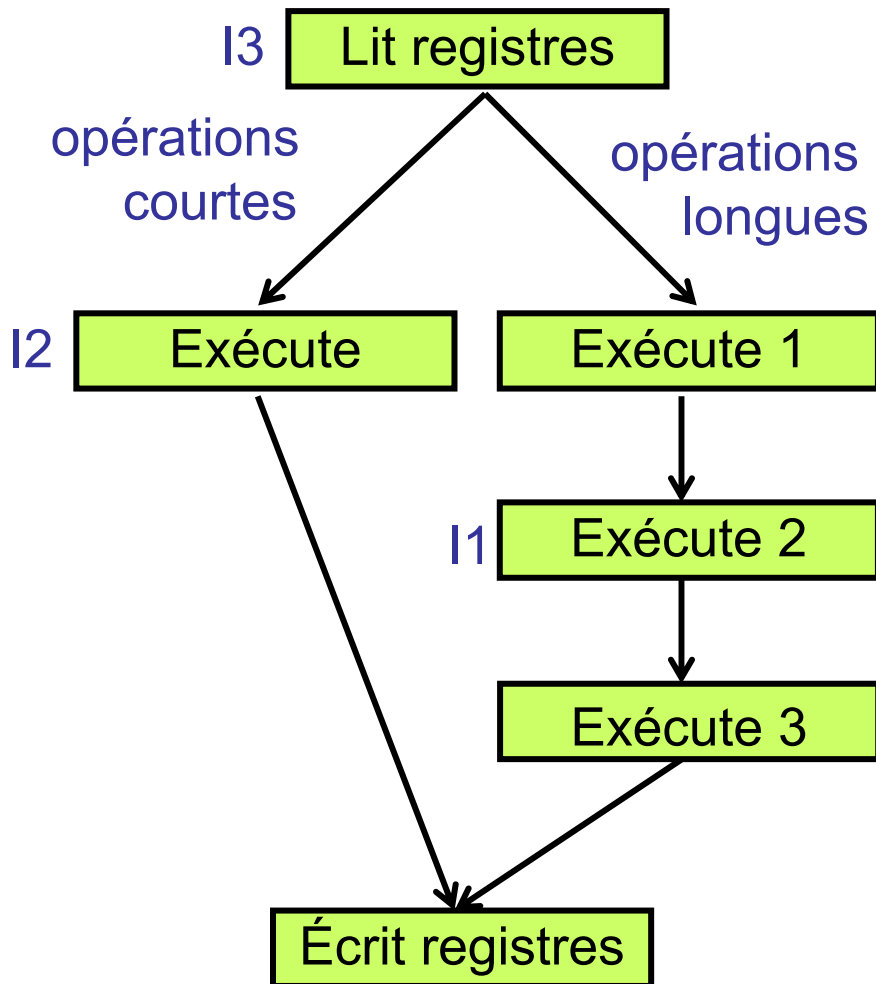 I3
Lit registres
opérations
courtes
opérations
longues
I2
Exécute
Exécute 1
I1
Exécute 2
Exécute 3
Écrit registres